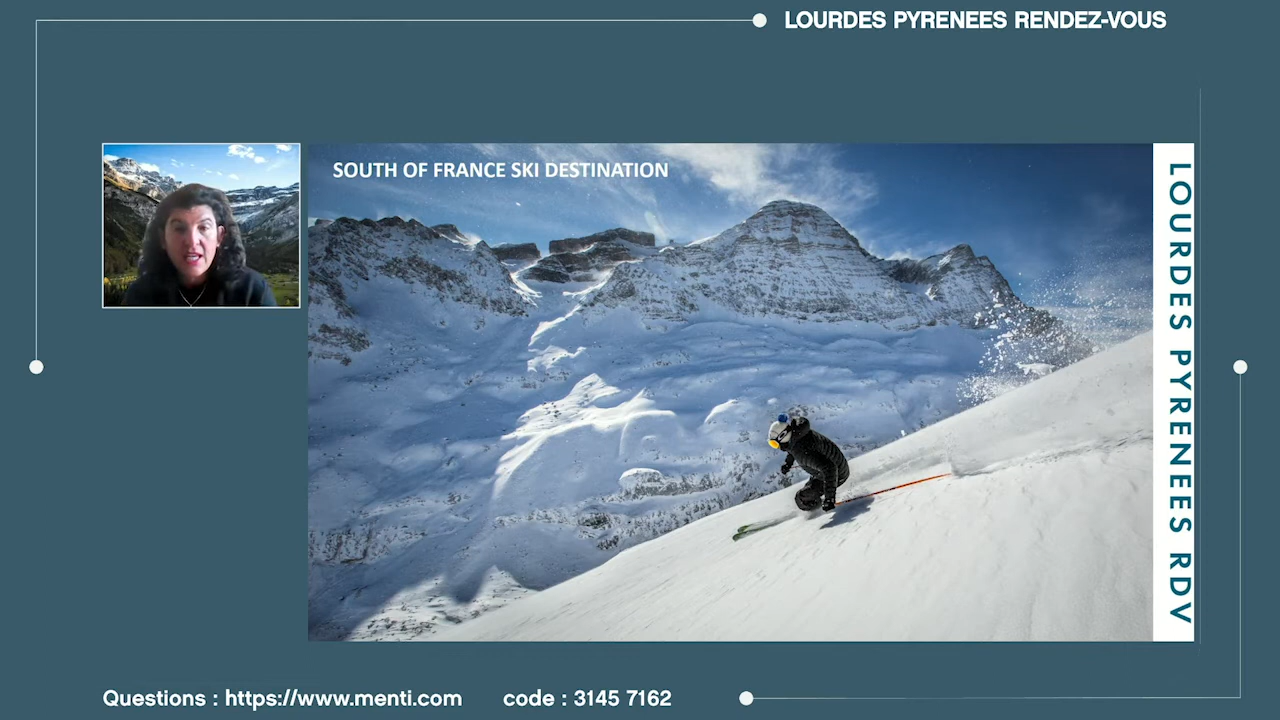 LOURDES PYRENEES RENDEZ-VOUS
SOUTH OF FRANCE SKI DESTINATION
LOURDES PYRENEES RDV
Questions : https://www.menti.com code : 3145 7162